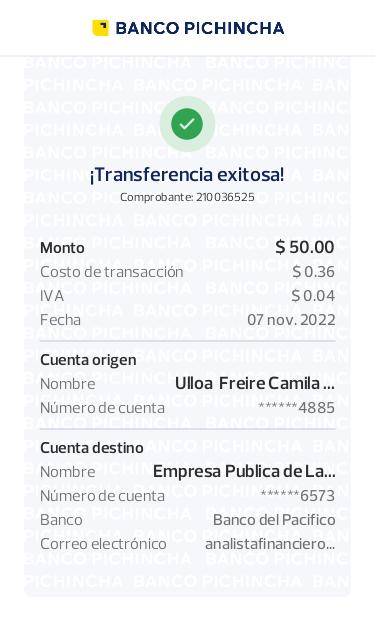 BANCO PICHINCHA
¡Transferencia exitosa!
Comprobante: 210036525
Monto $ 50.00
Costo de transacción $ 0.36
IVA $ 0.04
Fecha 07 nov. 2022
Cuenta origen
Nombre Ulloa Freire Camila ...
Número de cuenta ******4885
Cuenta destino
Nombre Empresa Publica de La...
Número de cuenta ******6573
Banco Banco del Pacifico
Correo electrónico analistafinanciero...